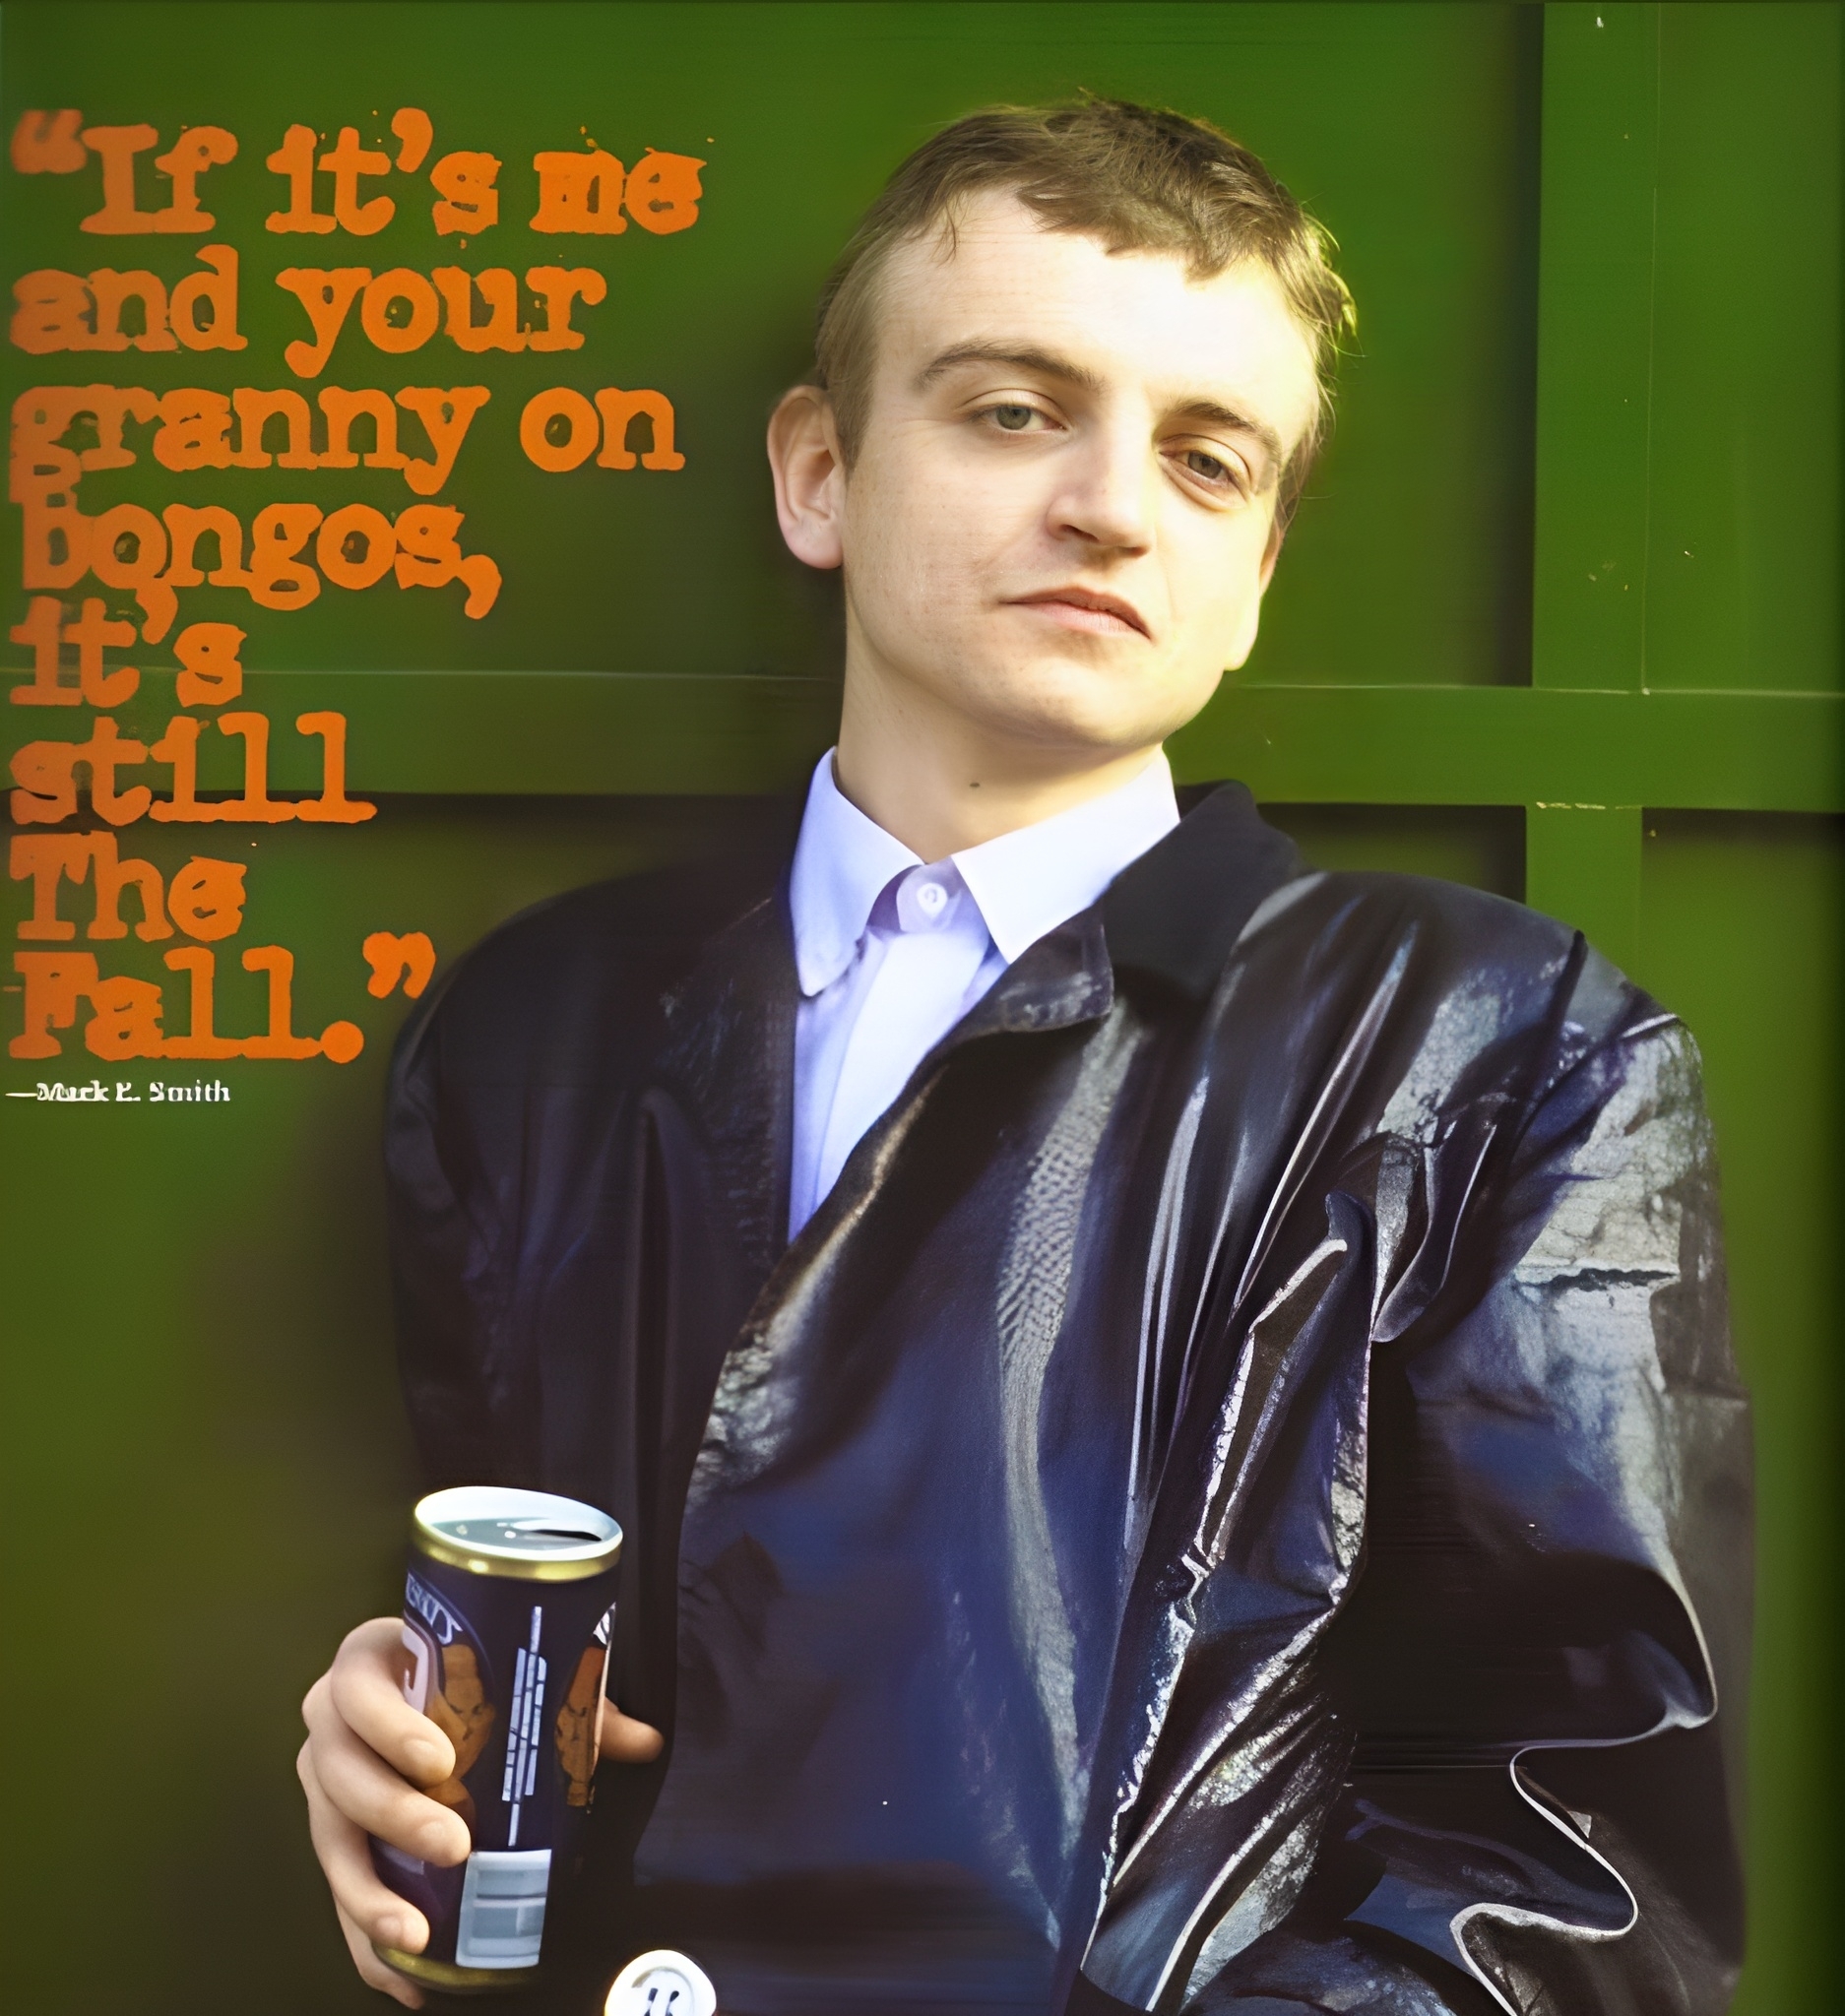 “If it’s me
and your
granny on
bongos,
it’s
still
The
Fall.”
—Mark E. Smith